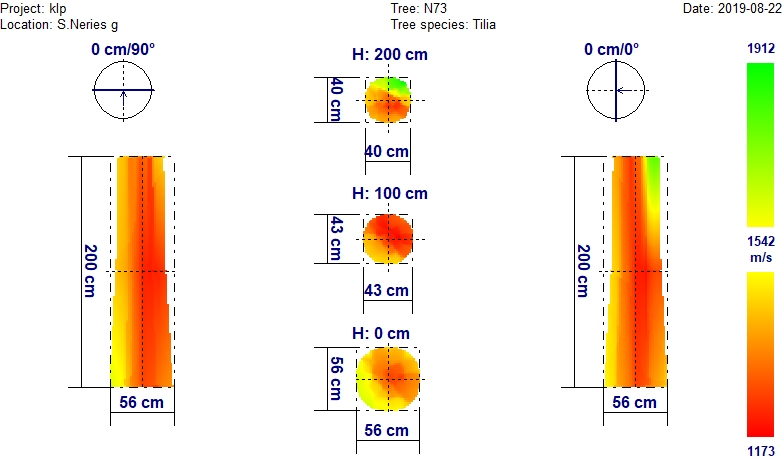 Project: klp
Tree: N73
Date: 2019-08-22
Location: S.Neries g
Tree species: Tilia
0 cm/90°
H: 200 cm
0 cm/0°
1912
40 cm
40 cm
H: 100 cm
43 cm
43 cm
200 cm
200 cm
1542
m/s
H: 0 cm
56 cm
56 cm
56 cm
56 cm
1173